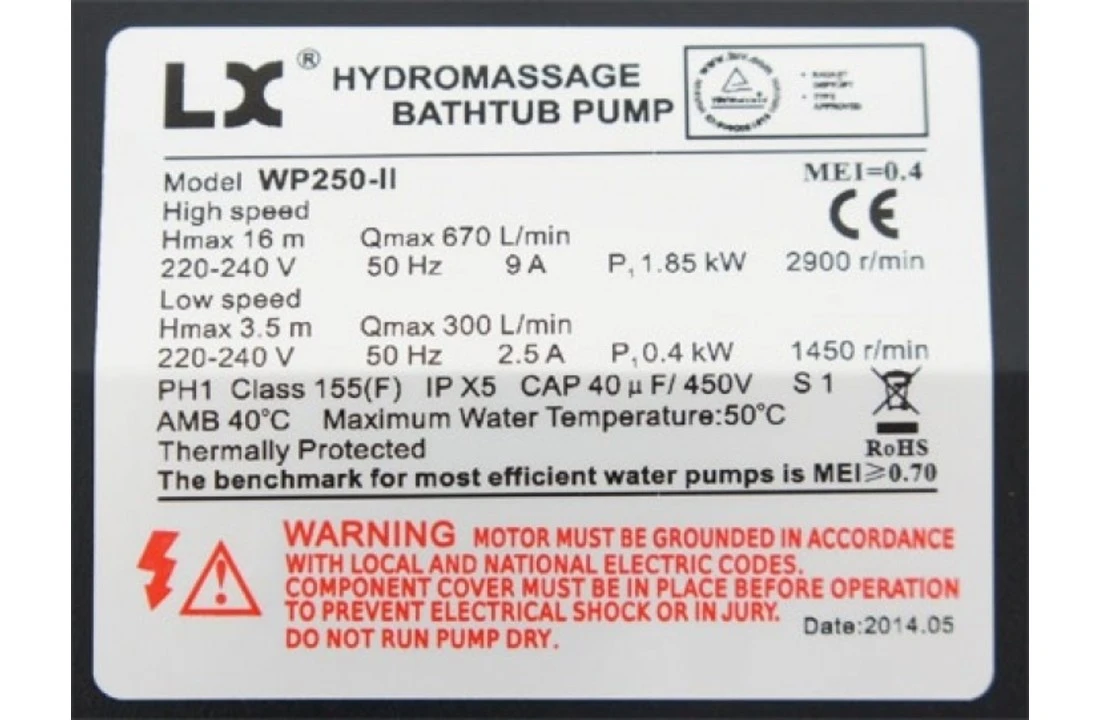 LX ® HYDROMASSAGE
BATHTUB PUMP
TYPE
APPROVED
Model WP250-II MEI=0.4
High speed CE
Hmax 16 m Qmax 670 L/min
220-240 V 50 Hz 9 A P₁ 1.85 kW 2900 r/min
Low speed
Hmax 3.5 m Qmax 300 L/min
220-240 V 50 Hz 2.5 A P₁ 0.4 kW 1450 r/min
PH1 Class 155(F) IP X5 CAP 40 μ F/ 450V S 1
AMB 40°C Maximum Water Temperature:50°C
Thermally Protected RoHS
The benchmark for most efficient water pumps is MEI≥0.70
WARNING MOTOR MUST BE GROUNDED IN ACCORDANCE
WITH LOCAL AND NATIONAL ELECTRIC CODES.
COMPONENT COVER MUST BE IN PLACE BEFORE OPERATION
TO PREVENT ELECTRICAL SHOCK OR IN JURY.
DO NOT RUN PUMP DRY.
Date:2014.05